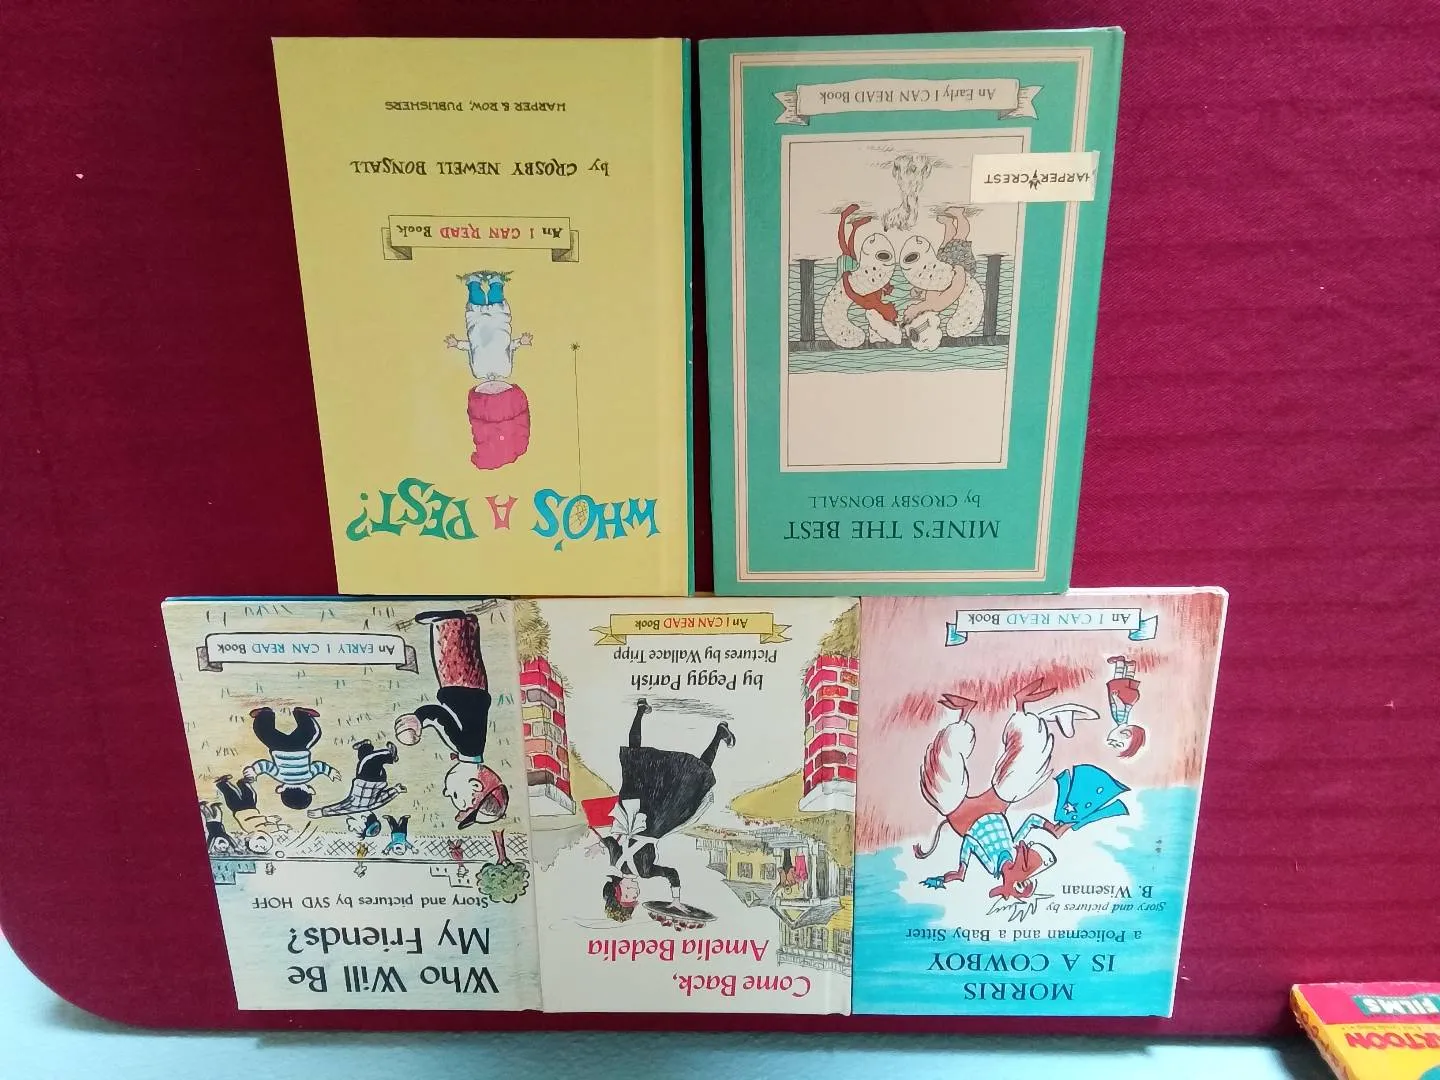 MORRIS
IS A COWBOY
a Policeman and a Baby Sitter
Story and pictures by
B. Wiseman
An I CAN READ Book
Come Back,
Amelia Bedelia
by Peggy Parish
Pictures by Wallace Tripp
An I CAN READ Book
Who Will Be
My Friends?
Story and pictures by SYD HOFF
An EARLY I CAN READ Book
MINE'S THE BEST
by CROSBY BONSALL
HARPER CREST
An Early I CAN READ Book
WHO'S A PEST?
An I CAN READ Book
by CROSBY NEWELL BONSALL
HARPER & ROW, PUBLISHERS
FILMS